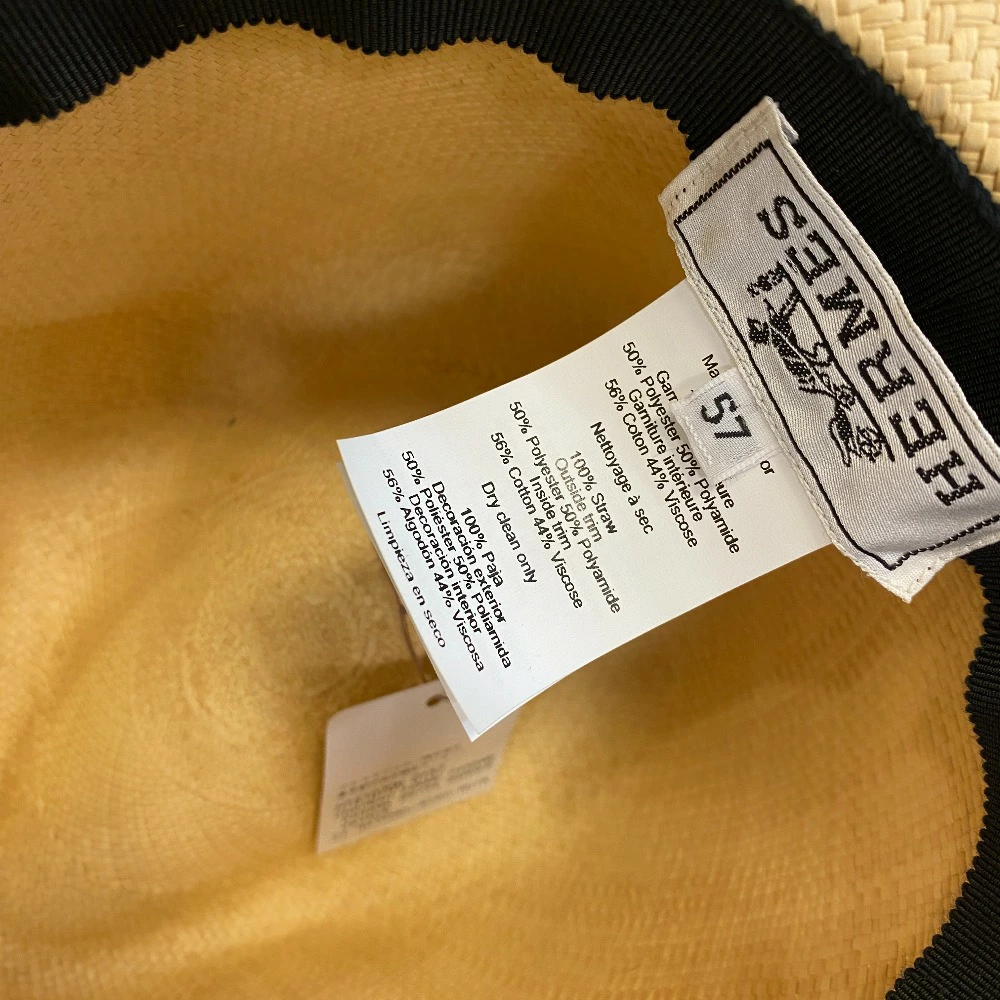 HERMES
57
Ma
or
50% Polyester 50% Polyamide
Garniture intérieure
56% Coton 44% Viscose
Nettoyage à sec
100% Straw
Outside trim
50% Polyester 50% Polyamide
Inside trim
56% Cotton 44% Viscose
Dry clean only
100% Paja
Decoración exterior
50% Poliéster 50% Poliamida
Decoración interior
56% Algodón 44% Viscosa
Limpieza en seco